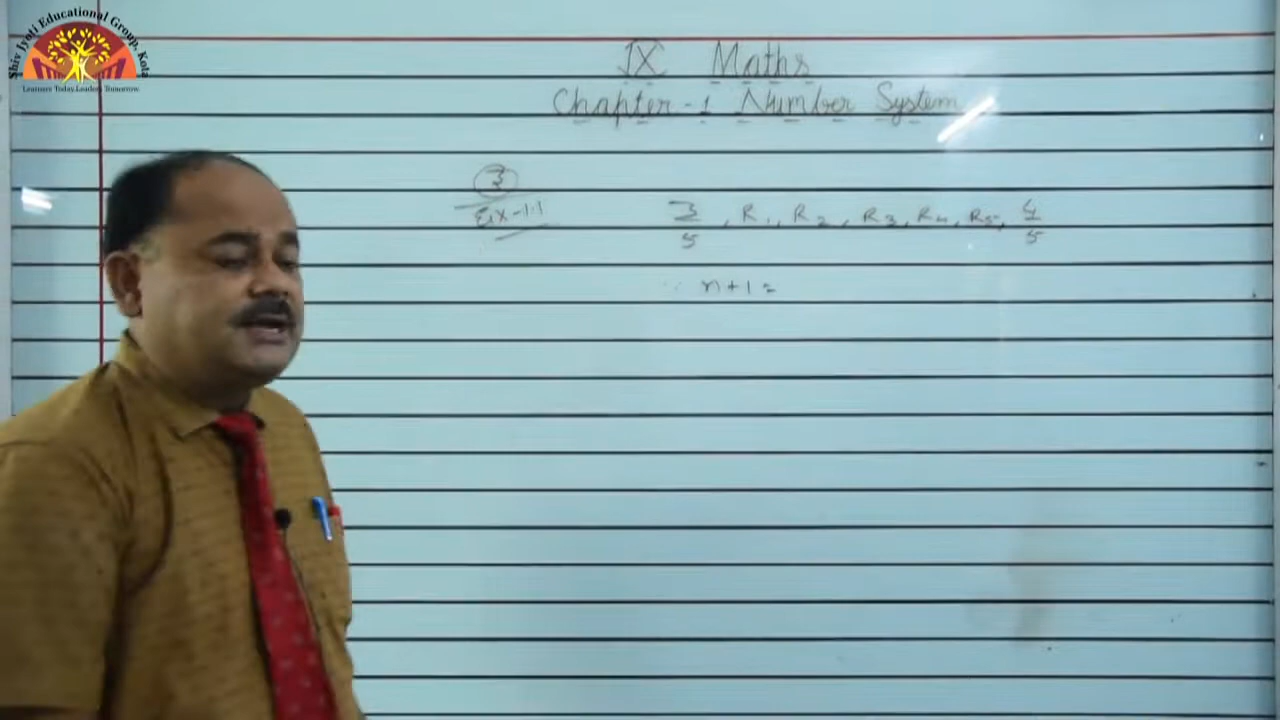 Shiv Jyoti Educational Group, Kota
Learners Today.Leaders Tomorrow.
IX Maths
Chapter-1 Number System
3
Ex-1.1
3/5, R1, R2, R3, R4, R5, 4/5
∵ n+1=